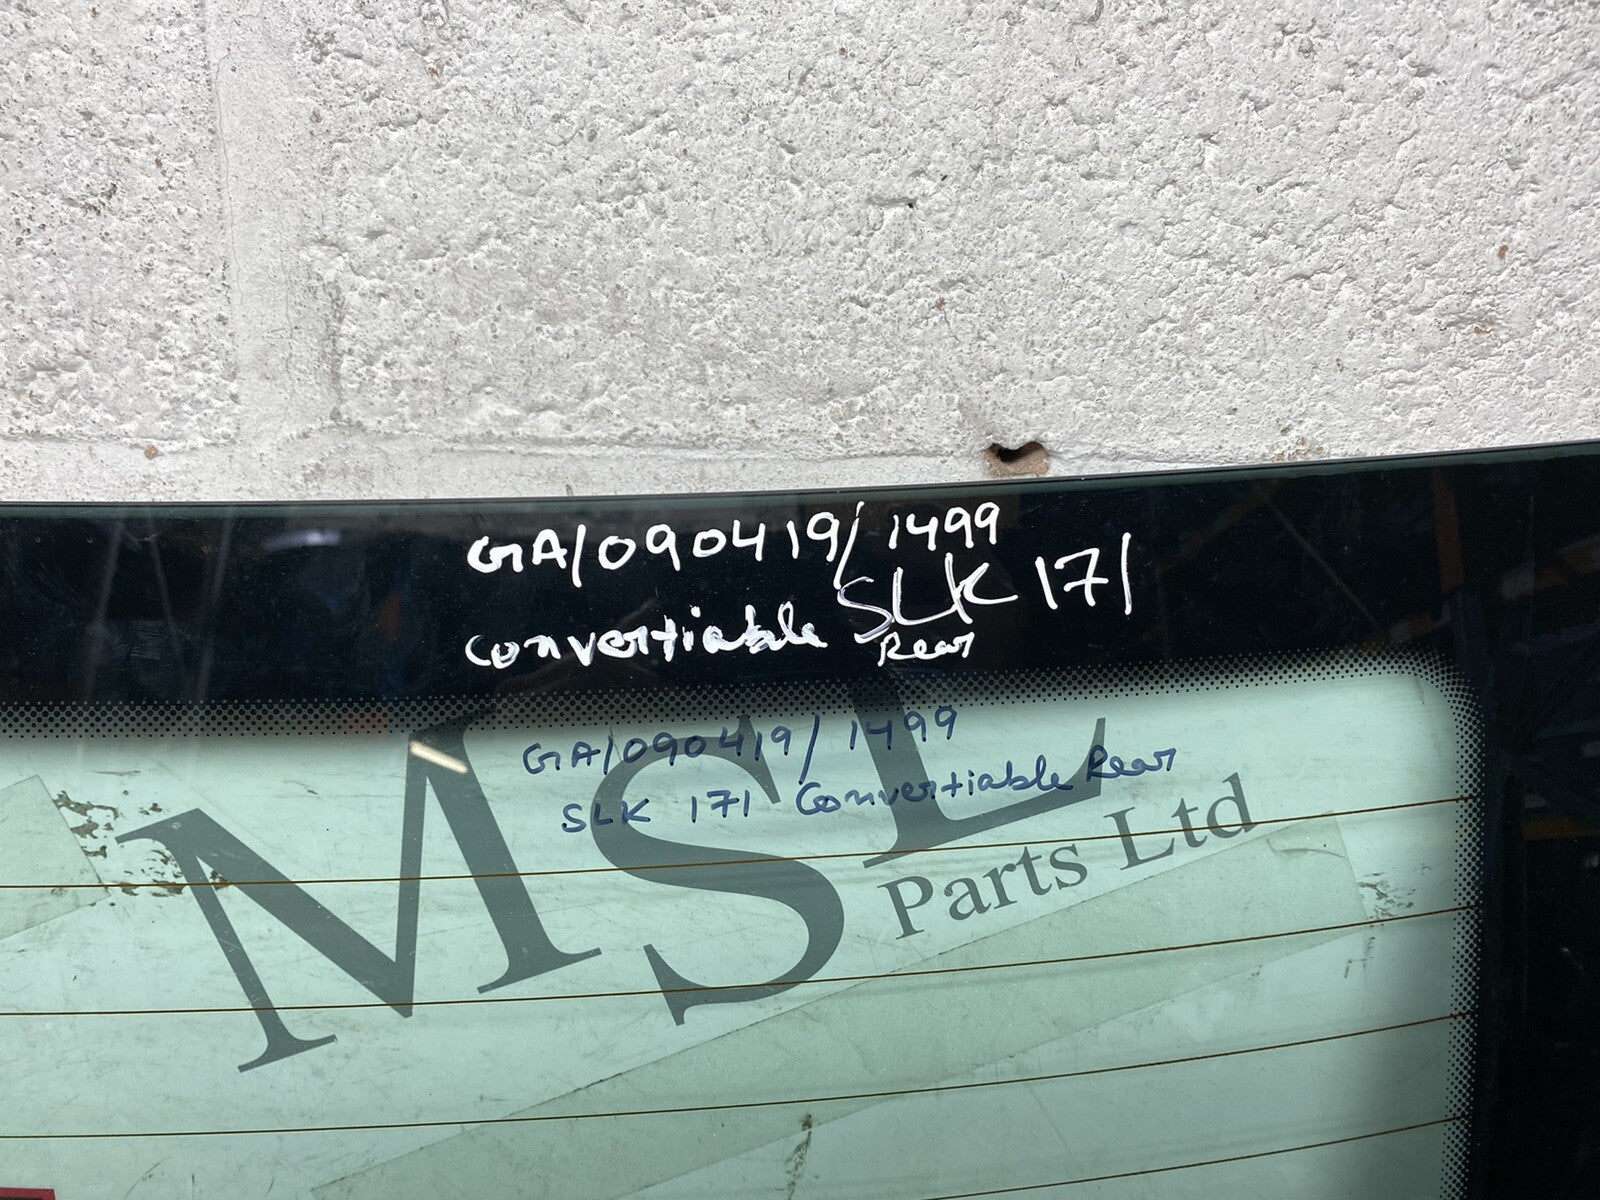 GA/090419/1499
Convertiable SLK 171
Rear
GA/090419/1499
SLK 171 Convertiable Rear
MSL
Parts Ltd